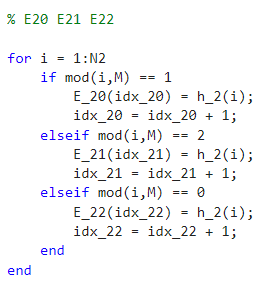 % E20 E21 E22
for i = 1:N2
    if mod(i,M) == 1
        E_20(idx_20) = h_2(i);
        idx_20 = idx_20 + 1;
    elseif mod(i,M) == 2
        E_21(idx_21) = h_2(i);
        idx_21 = idx_21 + 1;
    elseif mod(i,M) == 0
        E_22(idx_22) = h_2(i);
        idx_22 = idx_22 + 1;
    end
end